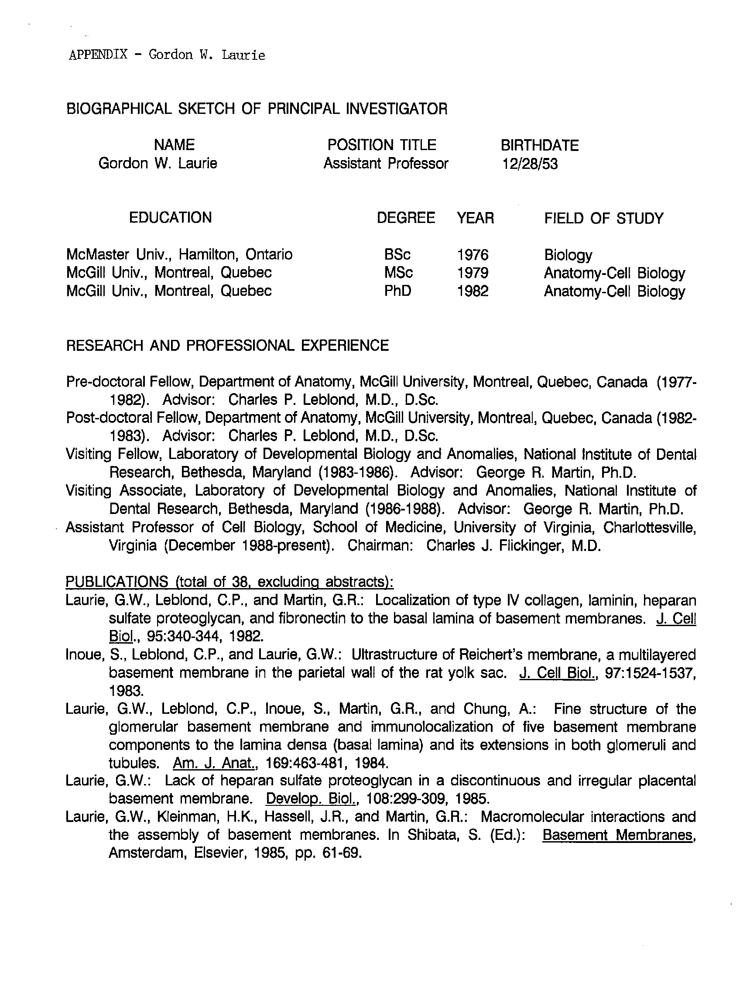 APPENDIX - Gordon W. Laurie
BIOGRAPHICAL SKETCH OF PRINCIPAL INVESTIGATOR
NAME POSITION TITLE BIRTHDATE
Gordon W. Laurie Assistant Professor 12/28/53
EDUCATION DEGREE YEAR FIELD OF STUDY
McMaster Univ., Hamilton, Ontario BSc 1976 Biology
McGill Univ., Montreal, Quebec MSc 1979 Anatomy-Cell Biology
McGill Univ., Montreal, Quebec PhD 1982 Anatomy-Cell Biology
RESEARCH AND PROFESSIONAL EXPERIENCE
Pre-doctoral Fellow, Department of Anatomy, McGill University, Montreal, Quebec, Canada (1977-
1982). Advisor: Charles P. Leblond, M.D., D.Sc.
Post-doctoral Fellow, Department of Anatomy, McGill University, Montreal, Quebec, Canada (1982-
1983). Advisor: Charles P. Leblond, M.D., D.Sc.
Visiting Fellow, Laboratory of Developmental Biology and Anomalies, National Institute of Dental
Research, Bethesda, Maryland (1983-1986). Advisor: George R. Martin, Ph.D.
Visiting Associate, Laboratory of Developmental Biology and Anomalies, National Institute of
Dental Research, Bethesda, Maryland (1986-1988). Advisor: George R. Martin, Ph.D.
Assistant Professor of Cell Biology, School of Medicine, University of Virginia, Charlottesville,
Virginia (December 1988-present). Chairman: Charles J. Flickinger, M.D.
PUBLICATIONS (total of 38, excluding abstracts):
Laurie, G.W., Leblond, C.P., and Martin, G.R.: Localization of type IV collagen, laminin, heparan
sulfate proteoglycan, and fibronectin to the basal lamina of basement membranes. J. Cell
Biol., 95:340-344, 1982.
Inoue, S., Leblond, C.P., and Laurie, G.W.: Ultrastructure of Reichert's membrane, a multilayered
basement membrane in the parietal wall of the rat yolk sac. J. Cell Biol., 97:1524-1537,
1983.
Laurie, G.W., Leblond, C.P., Inoue, S., Martin, G.R., and Chung, A.: Fine structure of the
glomerular basement membrane and immunolocalization of five basement membrane
components to the lamina densa (basal lamina) and its extensions in both glomeruli and
tubules. Am. J. Anat., 169:463-481, 1984.
Laurie, G.W.: Lack of heparan sulfate proteoglycan in a discontinuous and irregular placental
basement membrane. Develop. Biol., 108:299-309, 1985.
Laurie, G.W., Kleinman, H.K., Hassell, J.R., and Martin, G.R.: Macromolecular interactions and
the assembly of basement membranes. In Shibata, S. (Ed.): Basement Membranes,
Amsterdam, Elsevier, 1985, pp. 61-69.